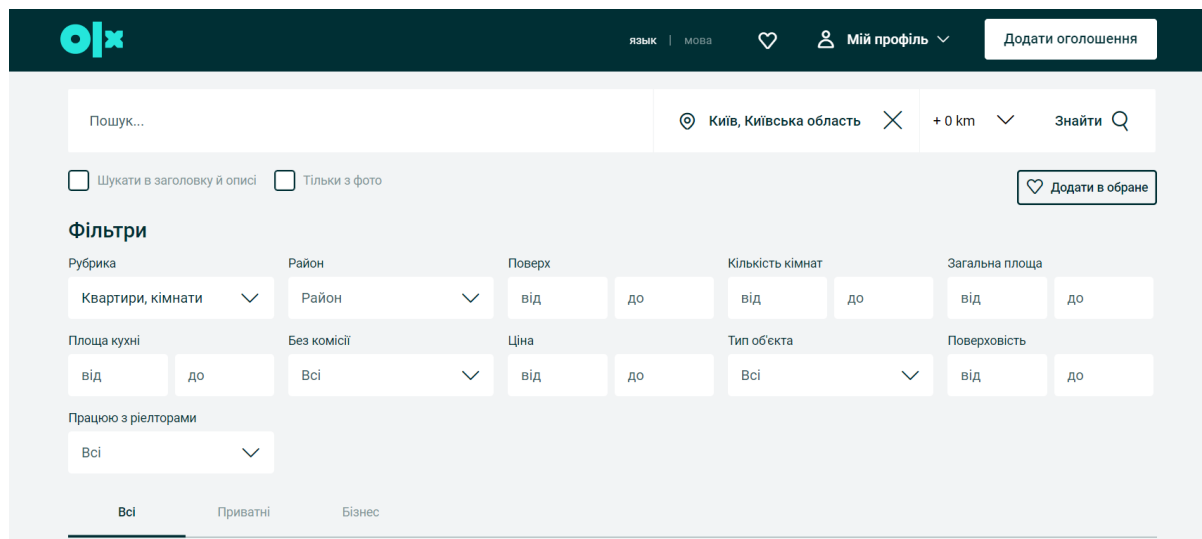 olx язык | мова Мій профіль Додати оголошення
Пошук... Київ, Київська область + 0 km Знайти
Шукати в заголовку й описі Тільки з фото Додати в обране
Фільтри
Рубрика Район Поверх Кількість кімнат Загальна площа
Квартири, кімнати Район від до від до від до
Площа кухні Без комісії Ціна Тип об'єкта Поверховість
від до Всі від до Всі від до
Працюю з ріелторами
Всі
Всі Приватні Бізнес